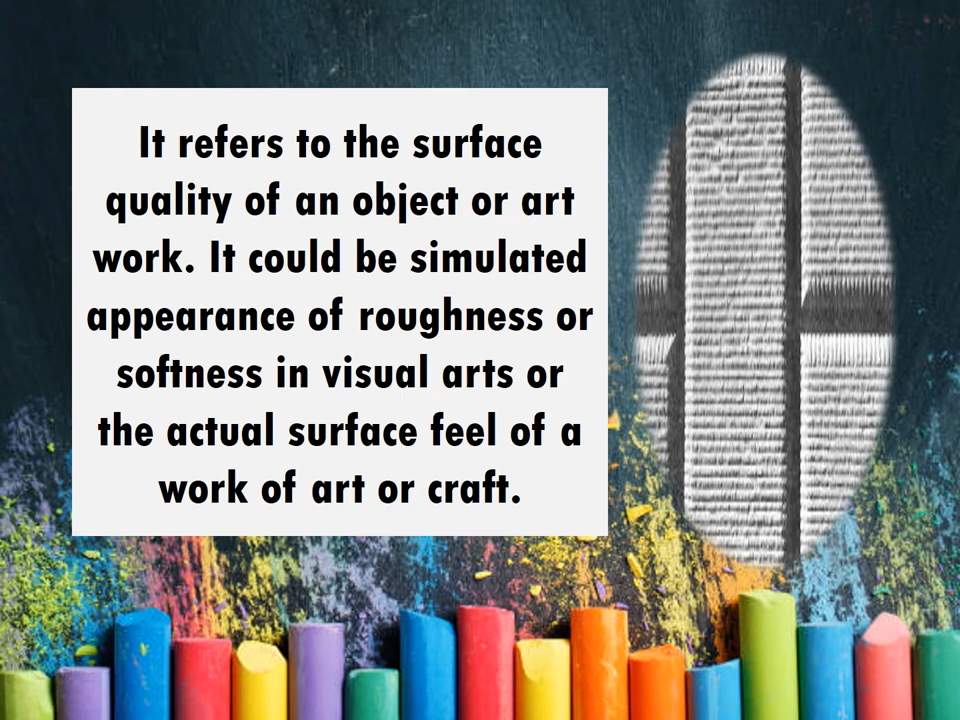 It refers to the surface
quality of an object or art
work. It could be simulated
appearance of roughness or
softness in visual arts or
the actual surface feel of a
work of art or craft.